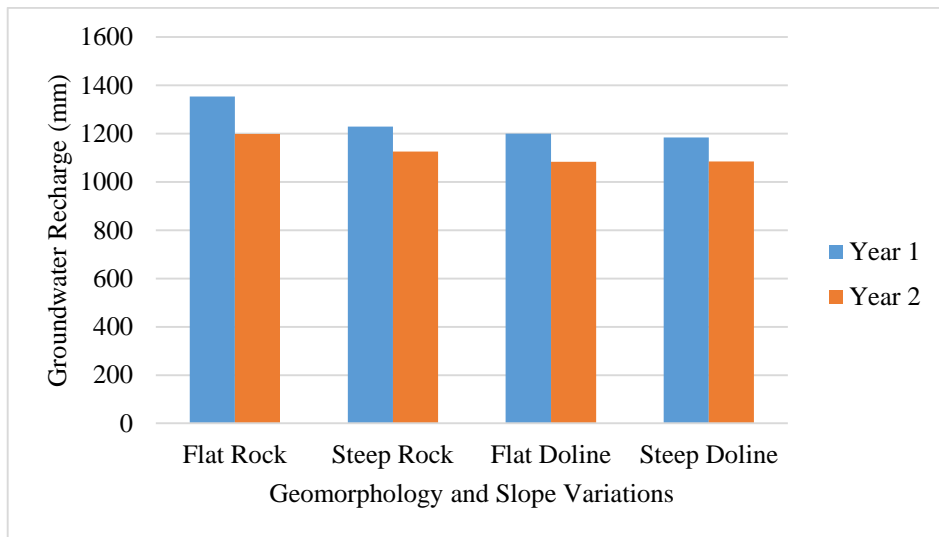 Groundwater Recharge (mm)
1600
1400
1200
1000
800
600
400
200
0
Flat Rock Steep Rock Flat Doline Steep Doline
Geomorphology and Slope Variations
Year 1
Year 2